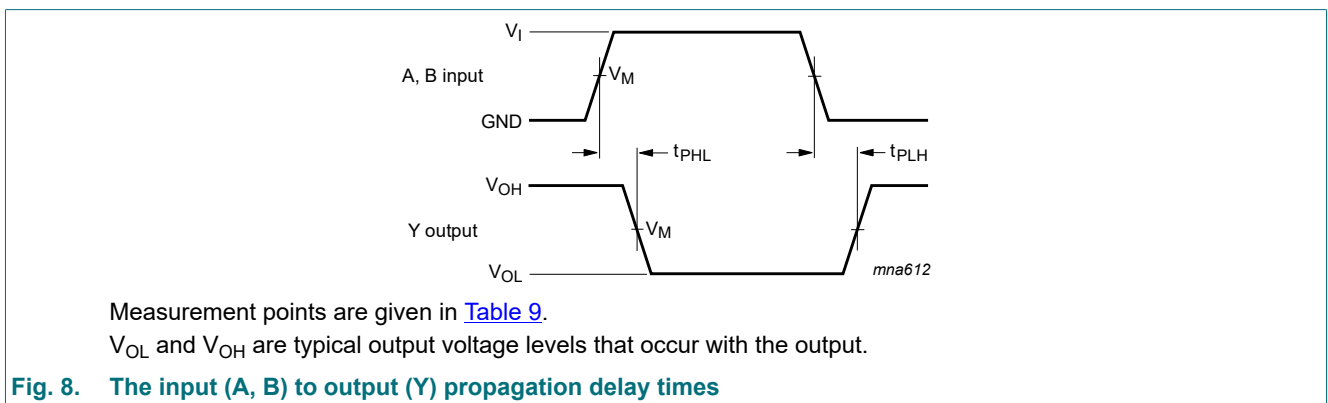 V_I
A, B input
V_M
GND
t_PHL
t_PLH
V_OH
Y output
V_M
V_OL
mna612
Measurement points are given in Table 9.
V_OL and V_OH are typical output voltage levels that occur with the output.
Fig. 8. The input (A, B) to output (Y) propagation delay times